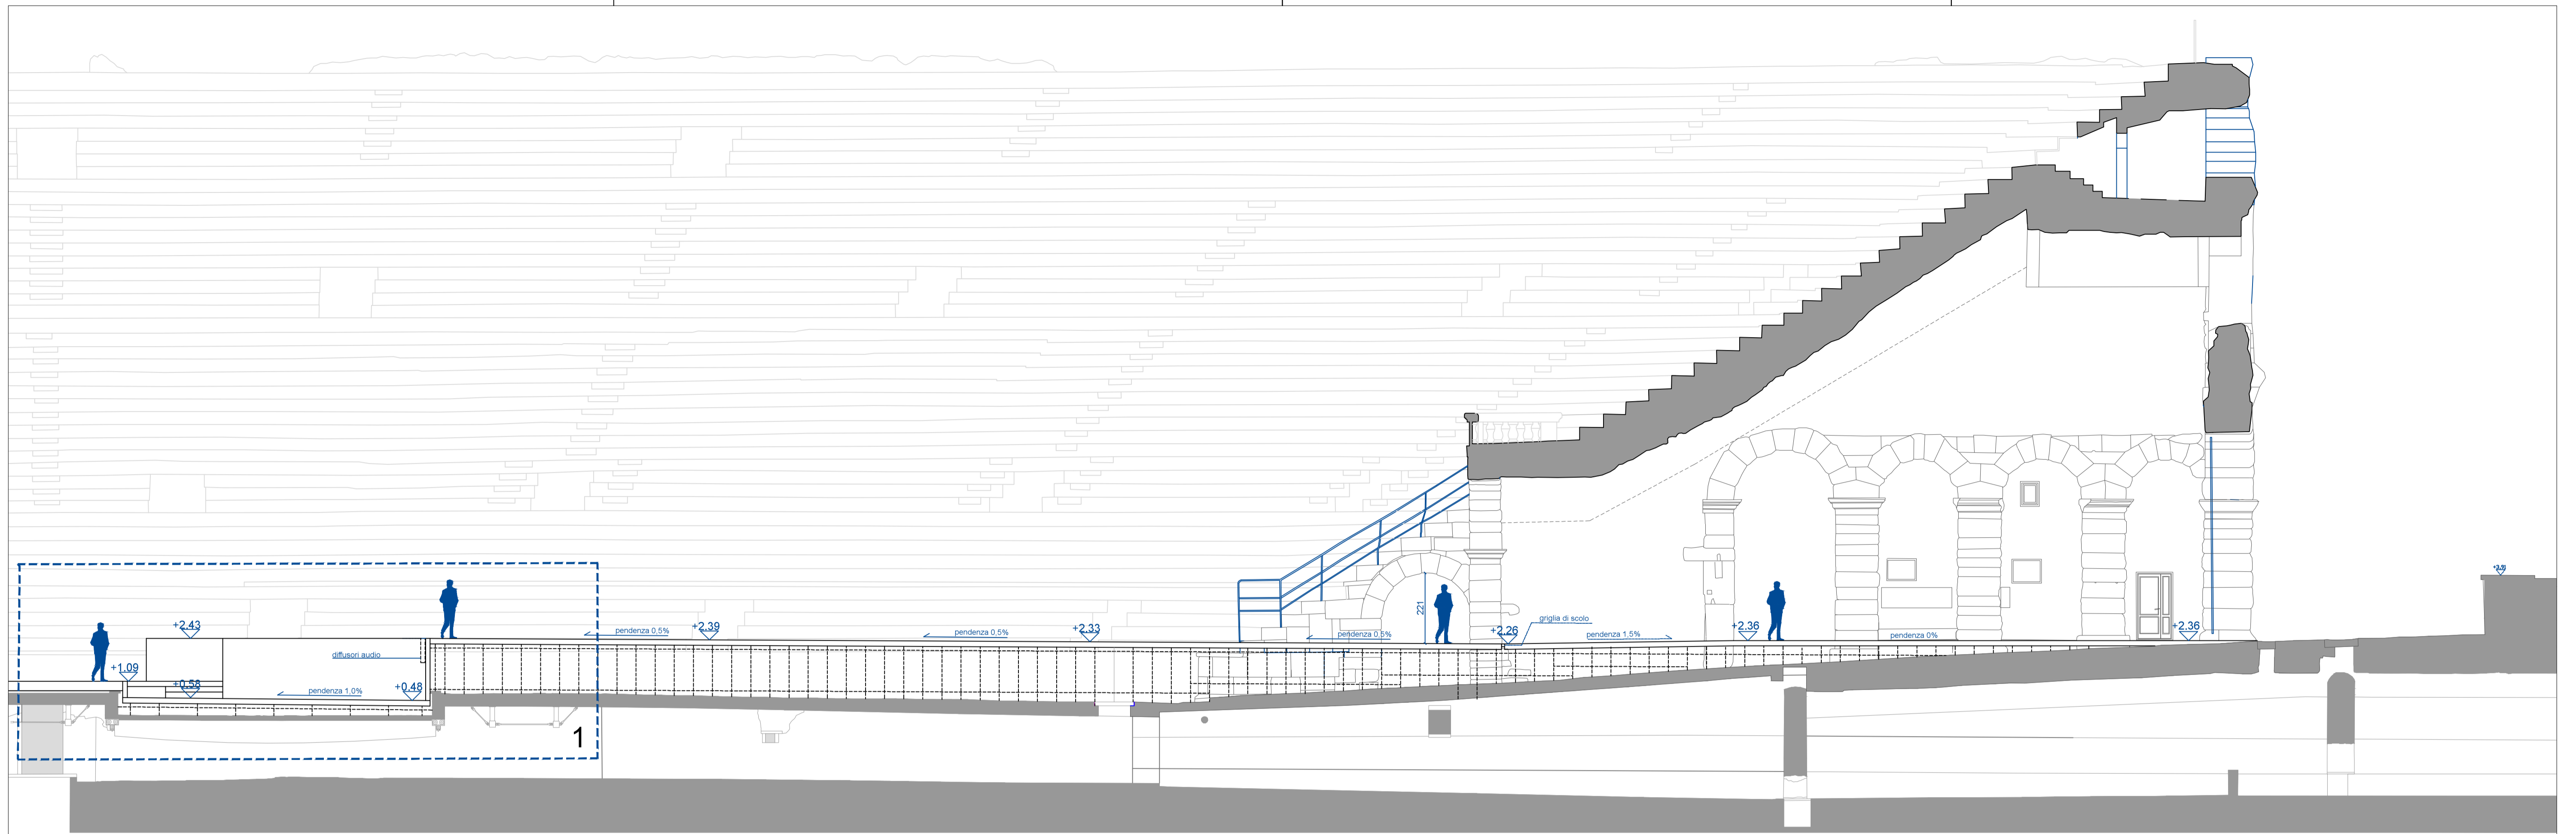 221
+2.43
pendenza 0,5%
+2.39
pendenza 0,5%
+2.33
pendenza 0,5%
+2.26
griglia di scolo
pendenza 1,5%
+2.36
pendenza 0%
+2.36
diffusori audio
+1.09
+0.58
pendenza 1.0%
+0.48
1